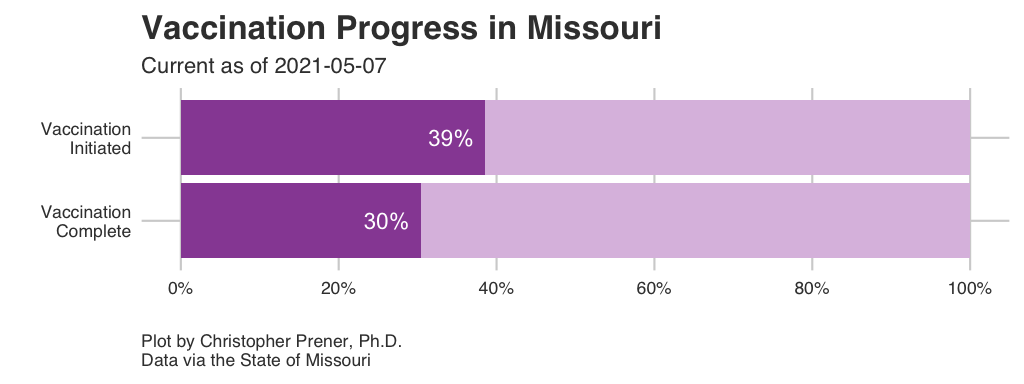 Vaccination Progress in Missouri
Current as of 2021-05-07
Vaccination
Initiated
39%
Vaccination
Complete
30%
0%
20%
40%
60%
80%
100%
Plot by Christopher Prener, Ph.D.
Data via the State of Missouri